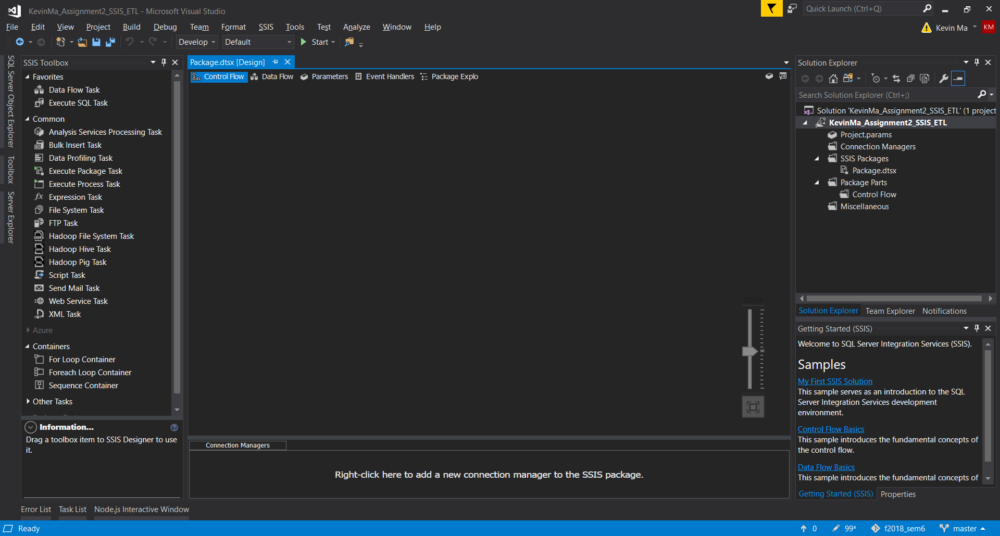 KevinMa_Assignment2_SSIS_ETL - Microsoft Visual Studio
Quick Launch (Ctrl+Q)
File Edit View Project Build Debug Team Format SSIS Tools Test Analyze Window Help
Kevin Ma KM
Develop Default Start
SQL Server Object Explorer
Toolbox
Server Explorer
SSIS Toolbox
Favorites
Data Flow Task
Execute SQL Task
Common
Analysis Services Processing Task
Bulk Insert Task
Data Profiling Task
Execute Package Task
Execute Process Task
Expression Task
File System Task
FTP Task
Hadoop File System Task
Hadoop Hive Task
Hadoop Pig Task
Script Task
Send Mail Task
Web Service Task
XML Task
Azure
Containers
For Loop Container
Foreach Loop Container
Sequence Container
Other Tasks
Information...
Drag a toolbox item to SSIS Designer to use
it.
Package.dtsx [Design]
Control Flow Data Flow Parameters Event Handlers Package Explo
100%
Connection Managers
Right-click here to add a new connection manager to the SSIS package.
Solution Explorer
Search Solution Explorer (Ctrl+;)
Solution 'KevinMa_Assignment2_SSIS_ETL' (1 project
KevinMa_Assignment2_SSIS_ETL
Project.params
Connection Managers
SSIS Packages
Package.dtsx
Package Parts
Control Flow
Miscellaneous
Solution Explorer Team Explorer Notifications
Getting Started (SSIS)
Welcome to SQL Server Integration Services (SSIS).
Samples
My First SSIS Solution
This sample serves as an introduction to the SQL
Server Integration Services development
environment.
Control Flow Basics
This sample introduces the fundamental concepts of
the control flow.
Data Flow Basics
This sample introduces the fundamental concepts of
Getting Started (SSIS) Properties
Error List Task List Node.js Interactive Window
Ready
0 99* f2018_sem6 master